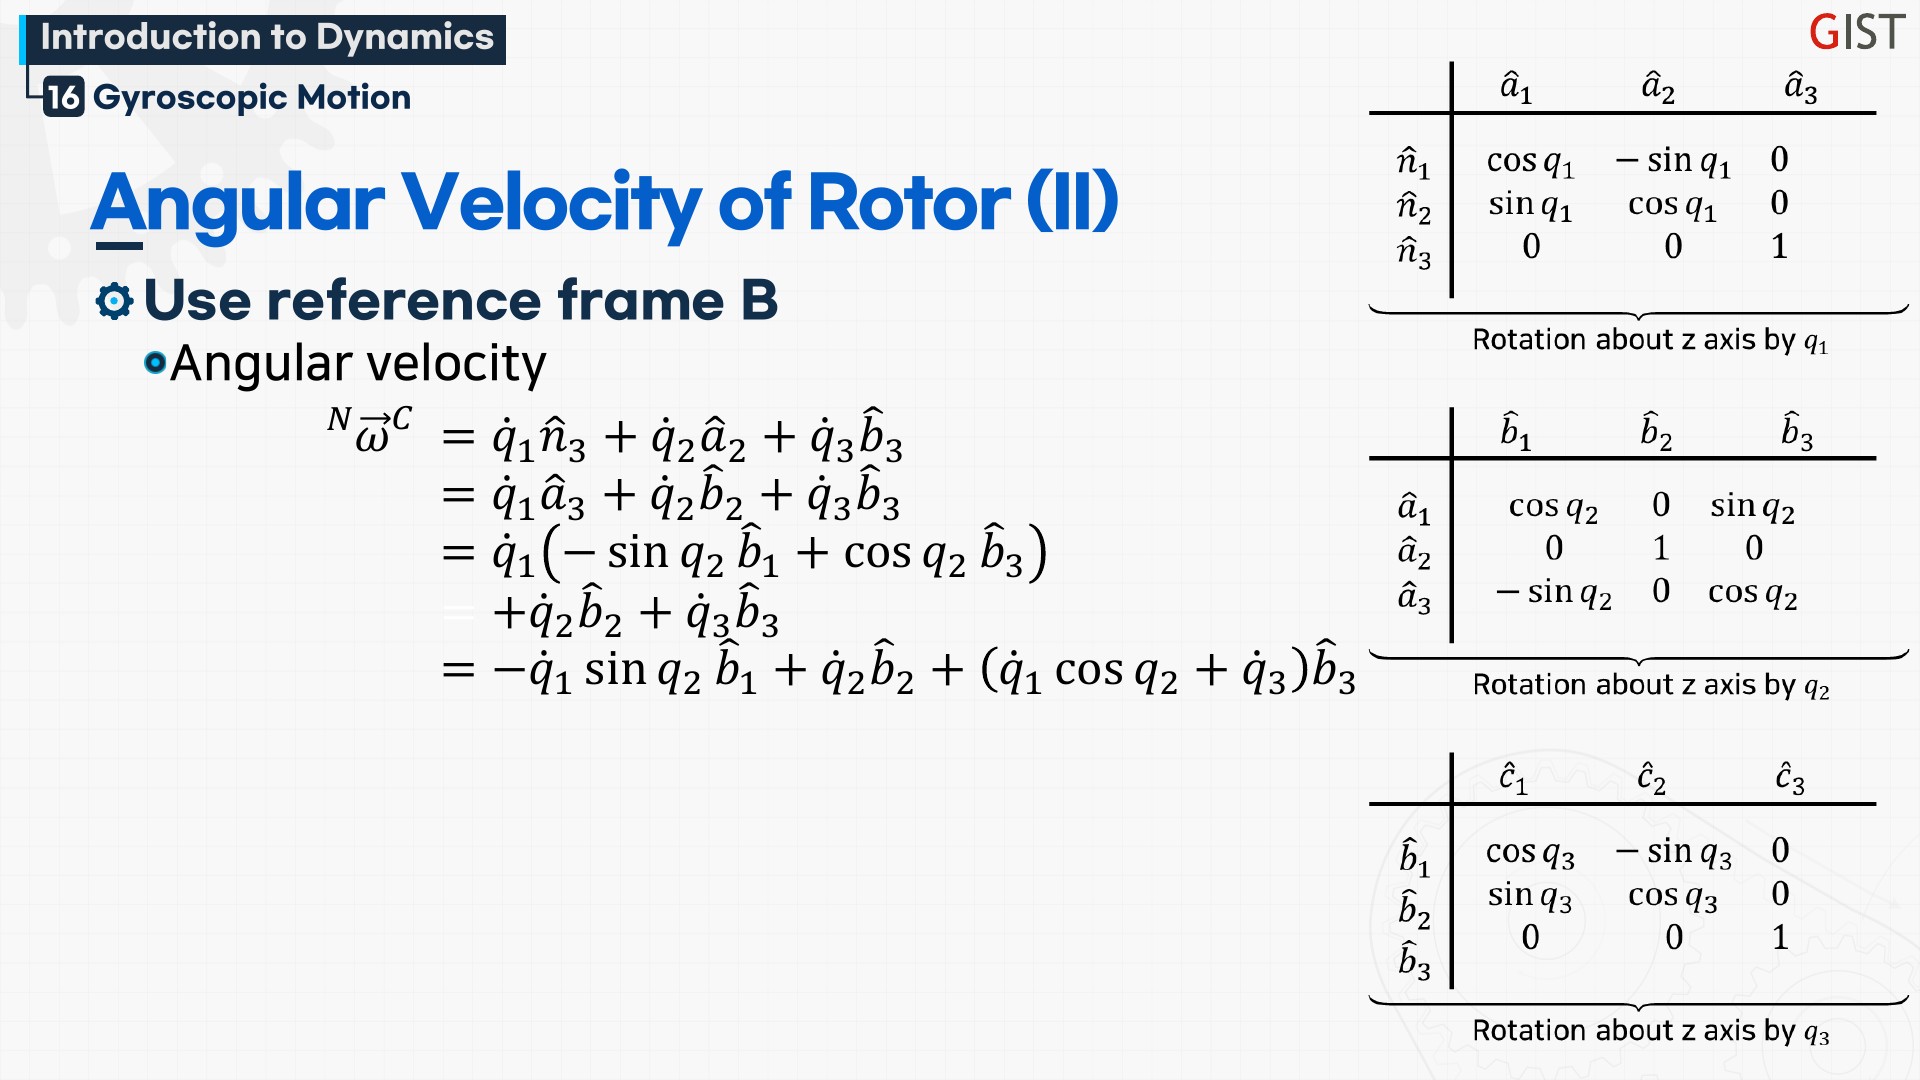 Introduction to Dynamics
16 Gyroscopic Motion
GIST
Angular Velocity of Rotor (II)
Use reference frame B
Angular velocity
ᴺω⃗ᶜ = q̇₁n̂₃ + q̇₂â₂ + q̇₃b̂₃
= q̇₁â₃ + q̇₂b̂₂ + q̇₃b̂₃
= q̇₁(− sin q₂ b̂₁ + cos q₂ b̂₃)
= +q̇₂b̂₂ + q̇₃b̂₃
= −q̇₁ sin q₂ b̂₁ + q̇₂b̂₂ + (q̇₁ cos q₂ + q̇₃)b̂₃
â₁ â₂ â₃
n̂₁ cos q₁ − sin q₁ 0
n̂₂ sin q₁ cos q₁ 0
n̂₃ 0 0 1
Rotation about z axis by q₁
b̂₁ b̂₂ b̂₃
â₁ cos q₂ 0 sin q₂
â₂ 0 1 0
â₃ − sin q₂ 0 cos q₂
Rotation about z axis by q₂
ĉ₁ ĉ₂ ĉ₃
b̂₁ cos q₃ − sin q₃ 0
b̂₂ sin q₃ cos q₃ 0
b̂₃ 0 0 1
Rotation about z axis by q₃